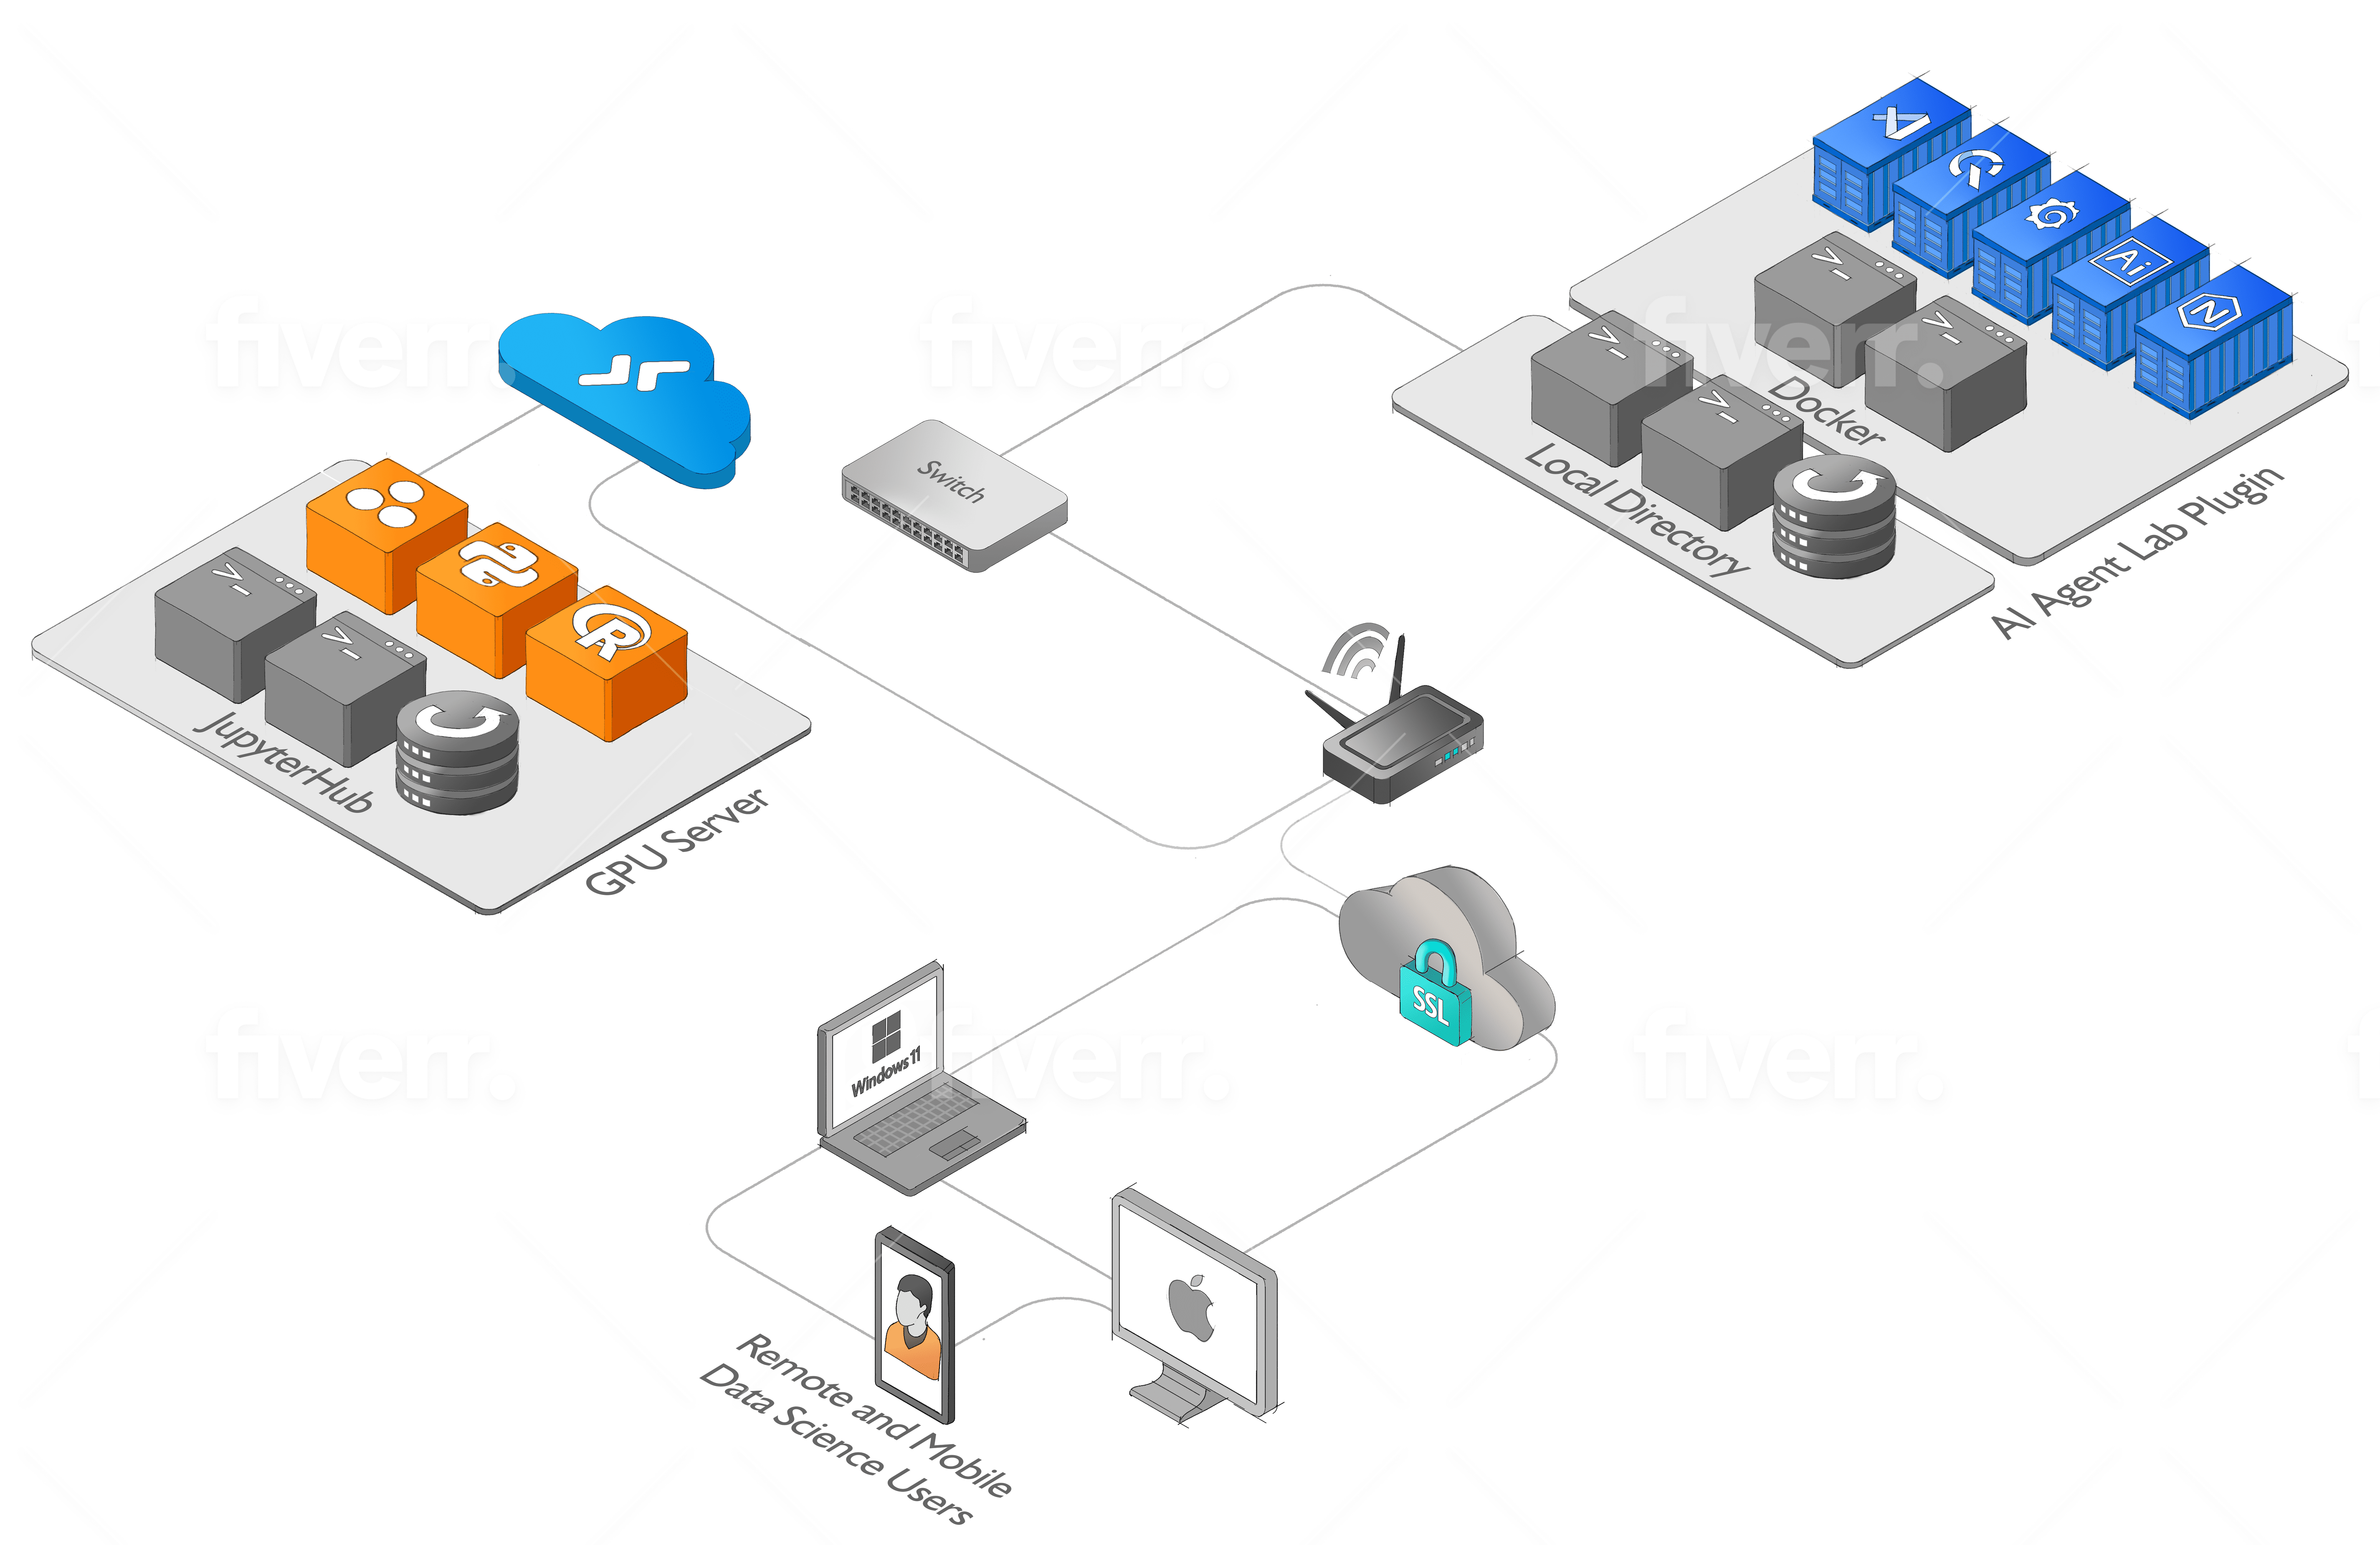 fiverr.
fiverr.
fiverr.
Switch
Docker
Local Directory
AI Agent Lab Plugin
Ai
N
R
JupyterHub
GPU Server
SSL
Windows 11
fiverr.
fiverr.
fiverr.
Remote and Mobile
Data Science Users